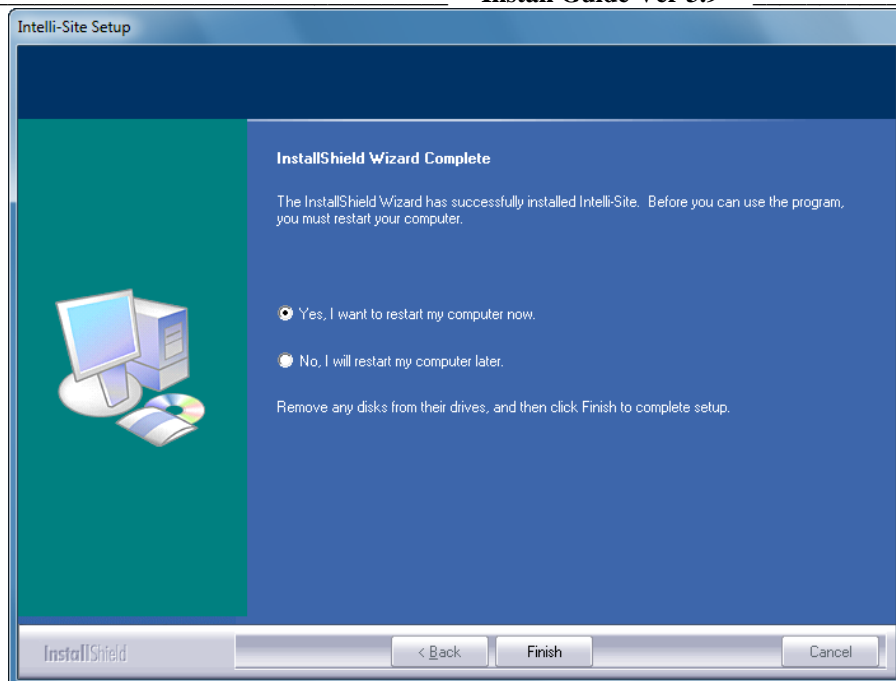 Install Guide Ver 3.9
Intelli-Site Setup
InstallShield Wizard Complete
The InstallShield Wizard has successfully installed Intelli-Site. Before you can use the program,
you must restart your computer.
Yes, I want to restart my computer now.
No, I will restart my computer later.
Remove any disks from their drives, and then click Finish to complete setup.
InstallShield
< Back
Finish
Cancel